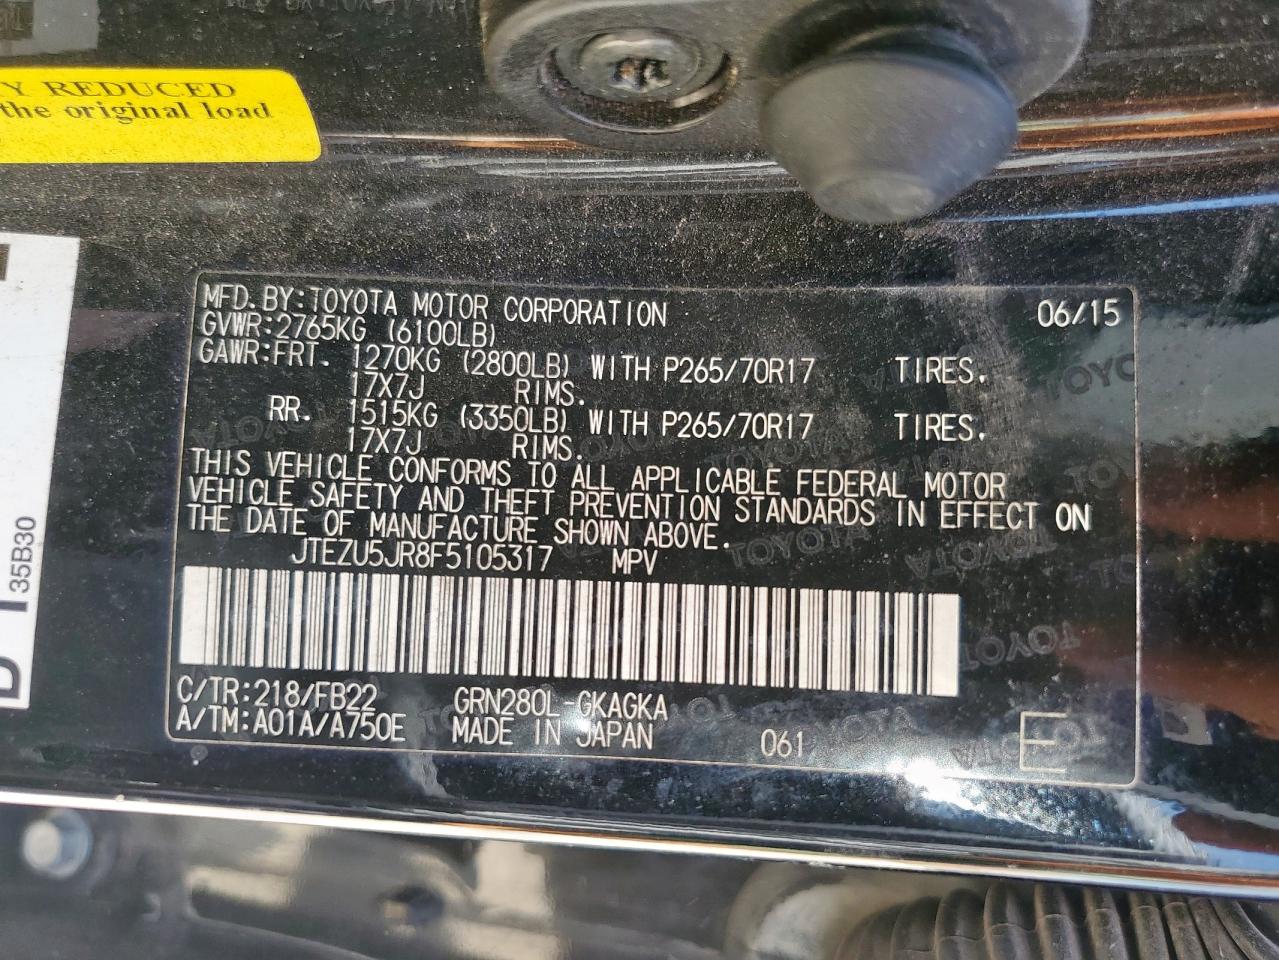 Y REDUCED
the original load
MFD.BY:TOYOTA MOTOR CORPORATION 06/15
GVWR:2765KG (6100LB)
GAWR:FRT. 1270KG (2800LB) WITH P265/70R17 TIRES.
17X7J RIMS.
RR. 1515KG (3350LB) WITH P265/70R17 TIRES.
17X7J RIMS.
THIS VEHICLE CONFORMS TO ALL APPLICABLE FEDERAL MOTOR
VEHICLE SAFETY AND THEFT PREVENTION STANDARDS IN EFFECT ON
THE DATE OF MANUFACTURE SHOWN ABOVE.
JTEZU5JR8F5105317 MPV
C/TR:218/FB22 GRN280L-GKAGKA
A/TM:A01A/A750E MADE IN JAPAN 061 E
35B30